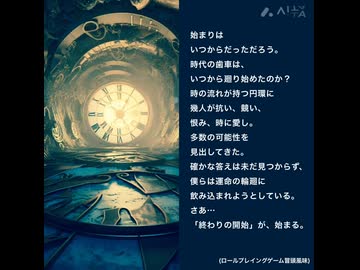 始まりは
いつからだっただろう。
時代の歯車は、
いつから廻り始めたのか？
時の流れが持つ円環に
幾人が抗い、競い、
恨み、時に愛し。
多数の可能性を
見出してきた。
確かな答えは未だ見つからず、
僕らは運命の輪廻に
飲み込まれようとしている。
さあ…
「終わりの開始」が、始まる。
(ロールプレイングゲーム冒頭風味)